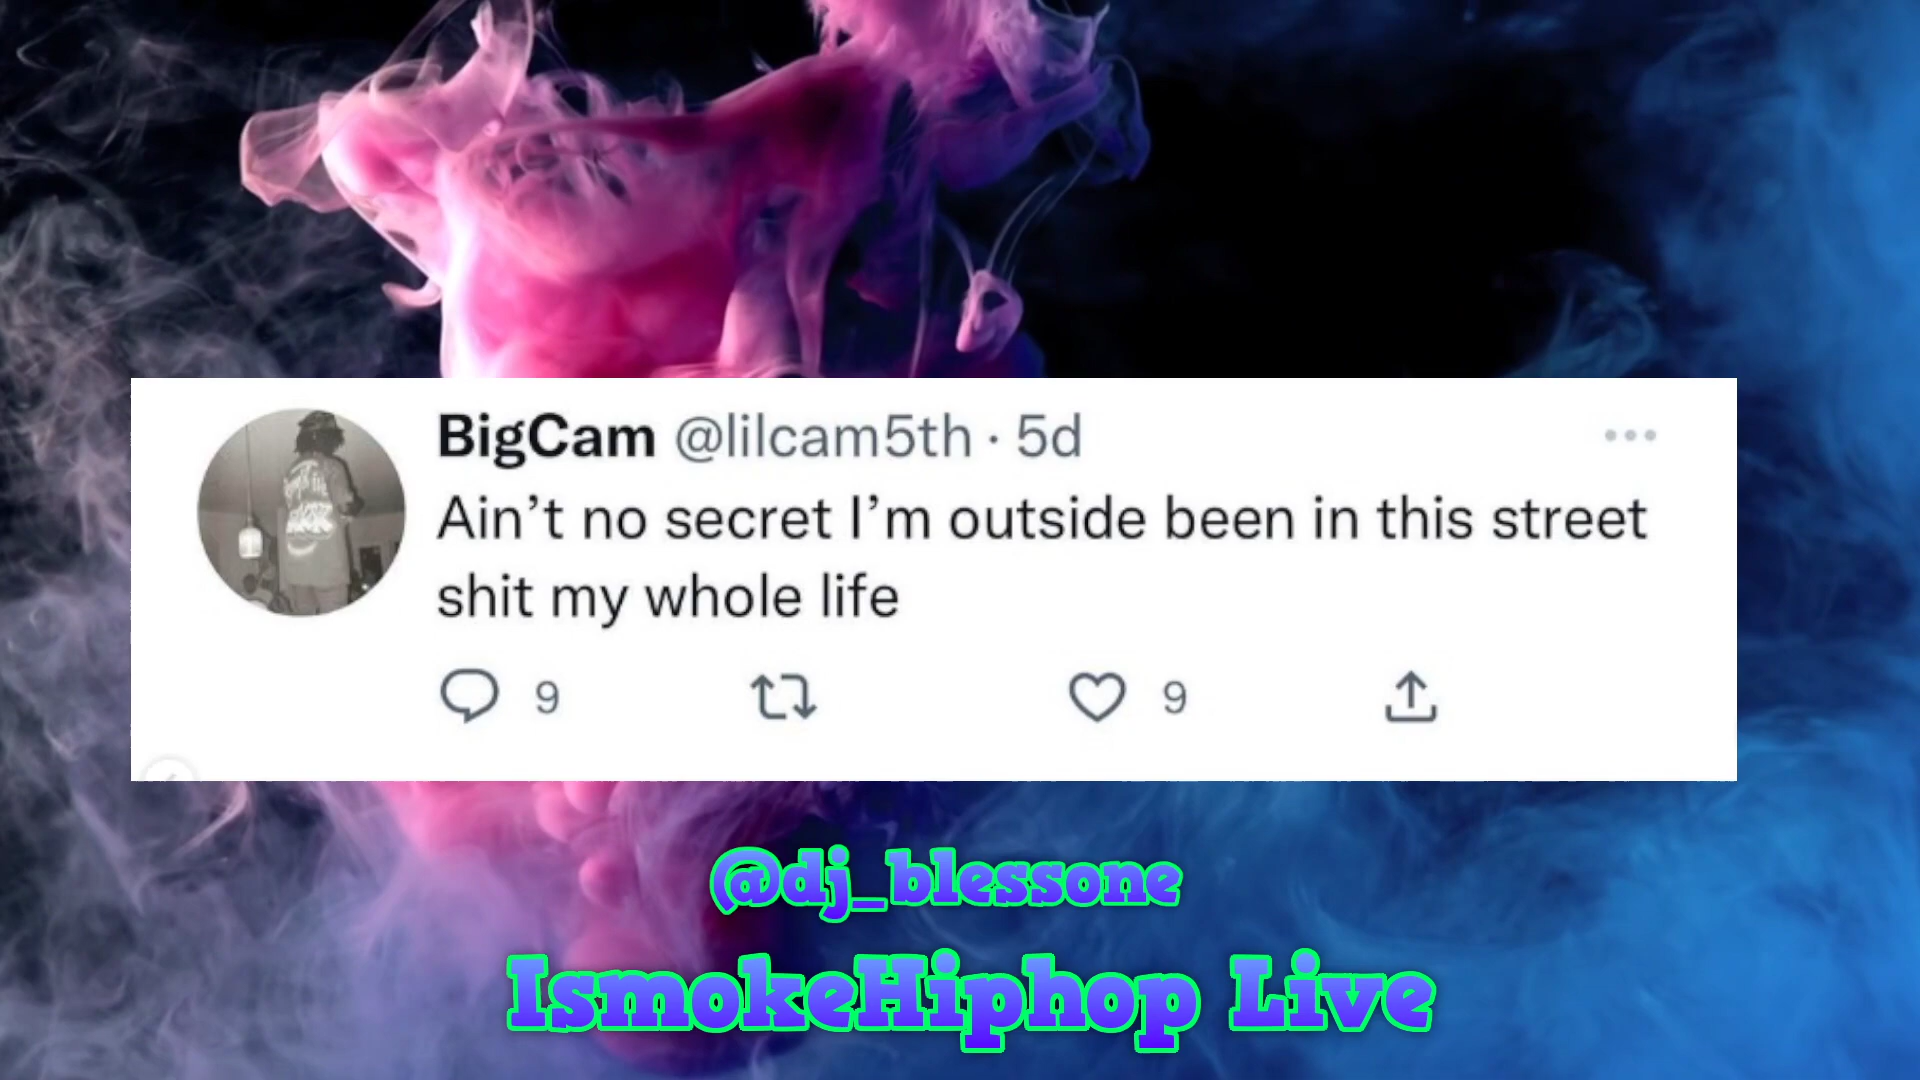 BigCam @lilcam5th · 5d
Ain’t no secret I’m outside been in this street
shit my whole life
9 9
@dj_blessone
IsmokeHiphop Live